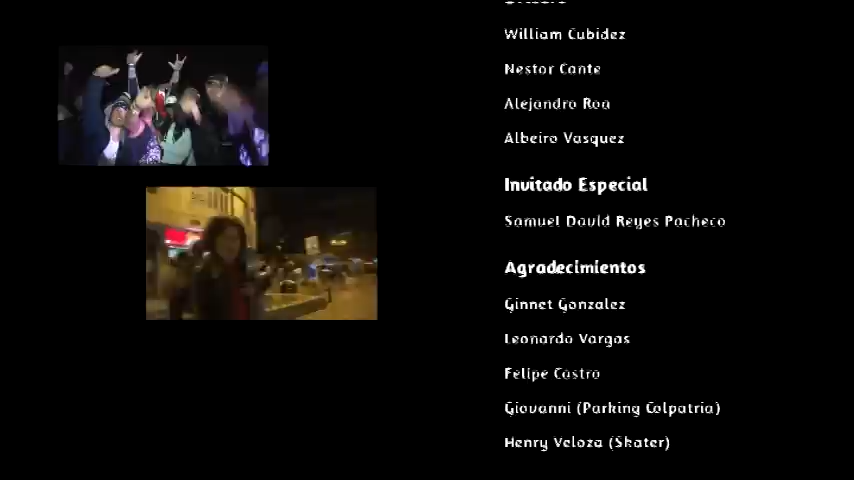 William Cubidez
Nestor Cante
Alejandro Roa
Albeiro Vasquez
Invitado Especial
Samuel David Reyes Pacheco
Agradecimientos
Ginnet Gonzalez
Leonardo Vargas
Felipe Castro
Giovanni (Parking Colpatria)
Henry Veloza (Skater)